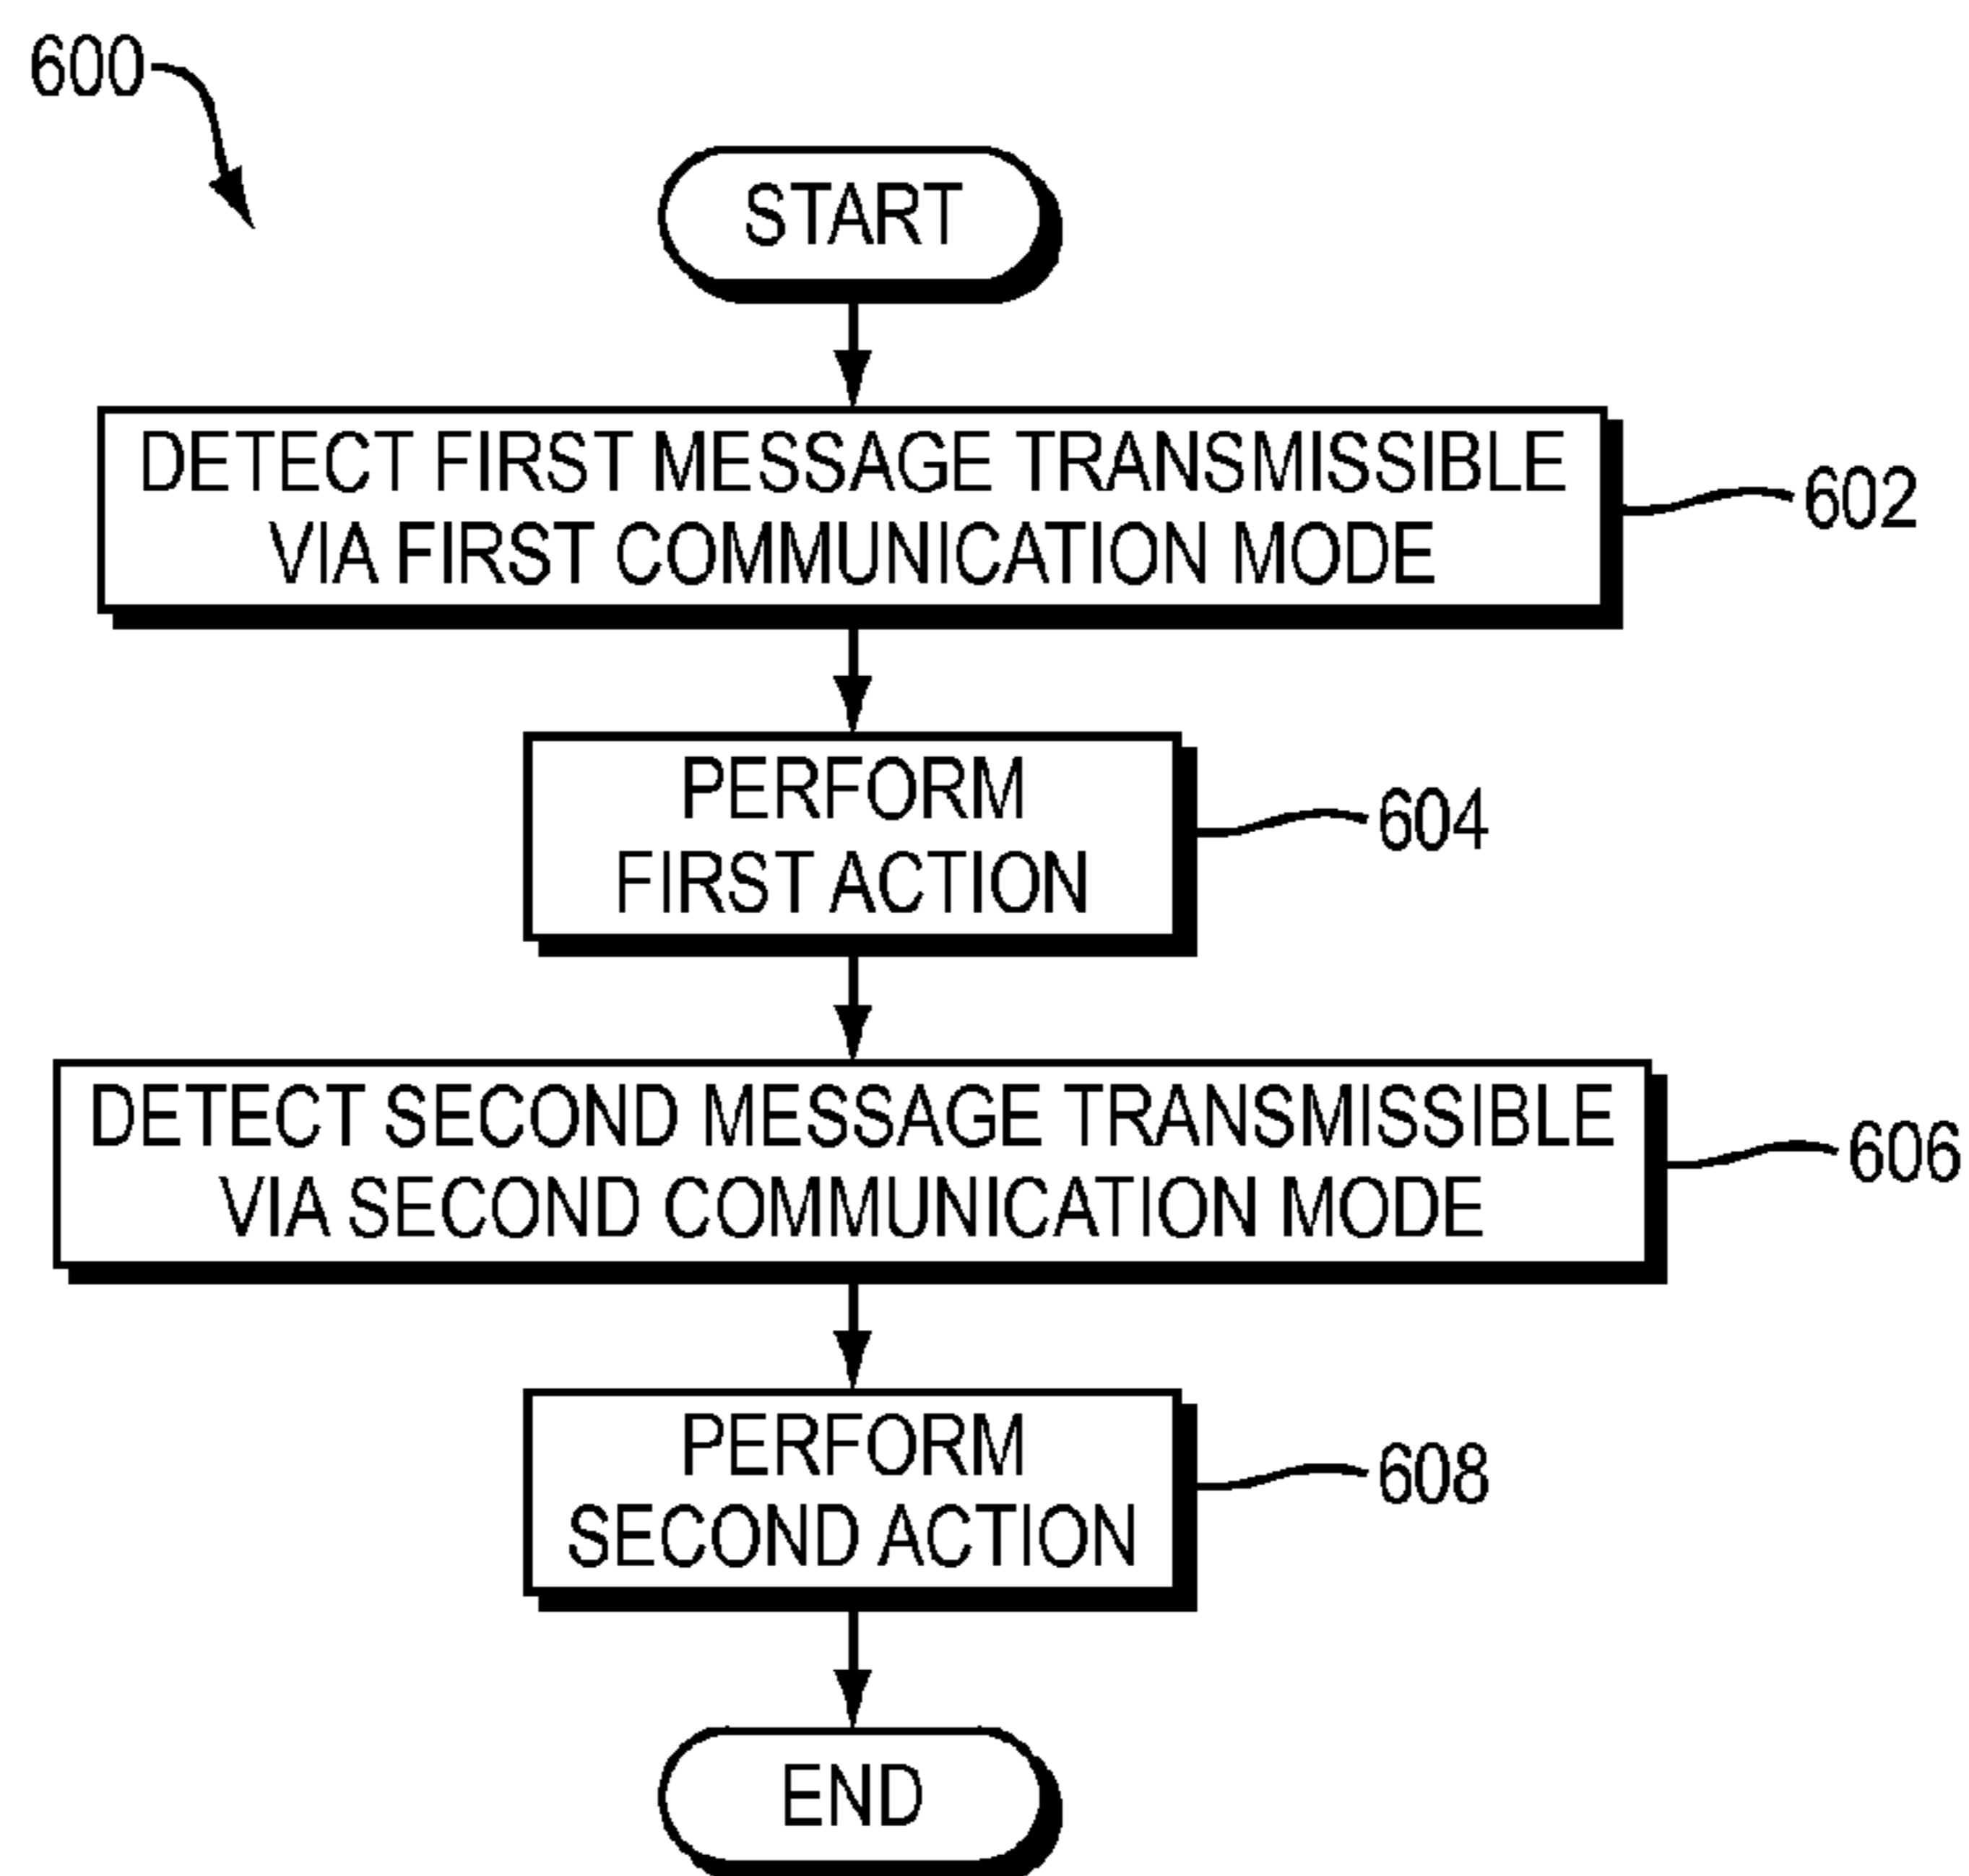 600
START
DETECT FIRST MESSAGE TRANSMISSIBLE
VIA FIRST COMMUNICATION MODE
602
PERFORM
FIRST ACTION
604
DETECT SECOND MESSAGE TRANSMISSIBLE
VIA SECOND COMMUNICATION MODE
606
PERFORM
SECOND ACTION
608
END